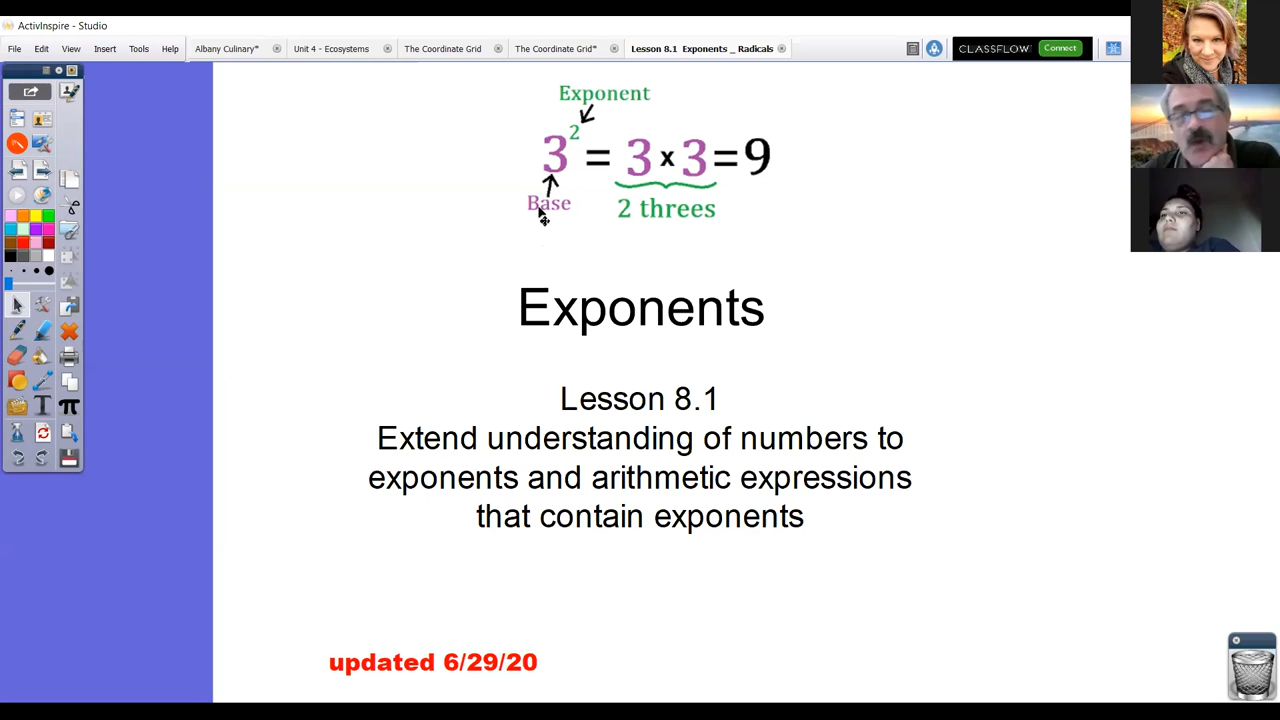 ActivInspire - Studio
File Edit View Insert Tools Help
Albany Culinary* Unit 4 - Ecosystems The Coordinate Grid The Coordinate Grid* Lesson 8.1 Exponents _ Radicals
CLASSFLOW Connect
Exponent
3² = 3 x 3 = 9
Base 2 threes
Exponents
Lesson 8.1
Extend understanding of numbers to
exponents and arithmetic expressions
that contain exponents
updated 6/29/20